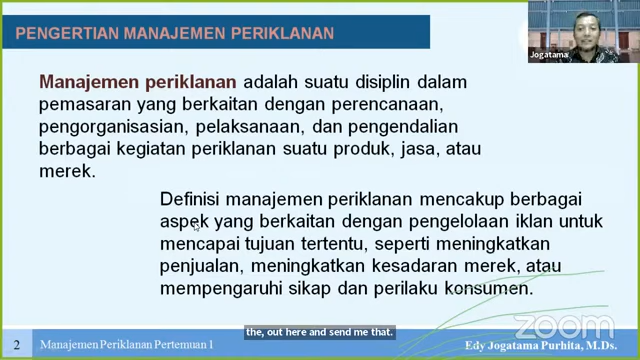 PENGERTIAN MANAJEMEN PERIKLANAN
Jogatama
Manajemen periklanan adalah suatu disiplin dalam
pemasaran yang berkaitan dengan perencanaan,
pengorganisasian, pelaksanaan, dan pengendalian
berbagai kegiatan periklanan suatu produk, jasa, atau
merek.
Definisi manajemen periklanan mencakup berbagai
aspek yang berkaitan dengan pengelolaan iklan untuk
mencapai tujuan tertentu, seperti meningkatkan
penjualan, meningkatkan kesadaran merek, atau
mempengaruhi sikap dan perilaku konsumen.
the, out here and send me that.
zoom
2 Manajemen Periklanan Pertemuan 1 Edy Jogatama Purhita, M.Ds.